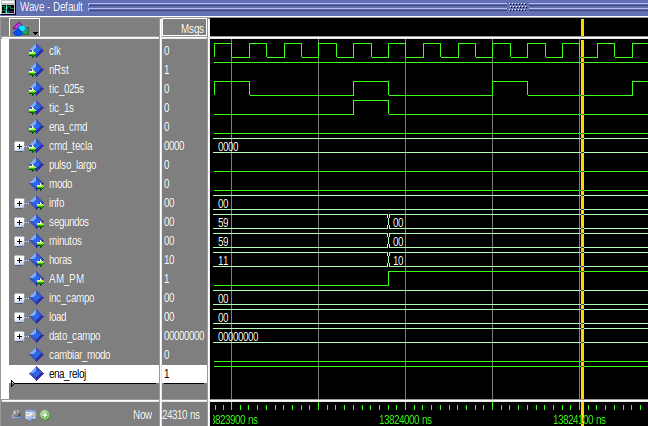 Wave - Default
Msgs
clk 0
nRst 1
tic_025s 0
tic_1s 0
ena_cmd 0
cmd_tecla 0000 0000
pulso_largo 0
modo 0
info 00 00
segundos 00 59 00
minutos 00 59 00
horas 10 11 10
AM_PM 1
inc_campo 00 00
load 00 00
dato_campo 00000000 00000000
cambiar_modo 0
ena_reloj 1
Now 24310 ns 3823900 ns 13824000 ns 13824100 ns